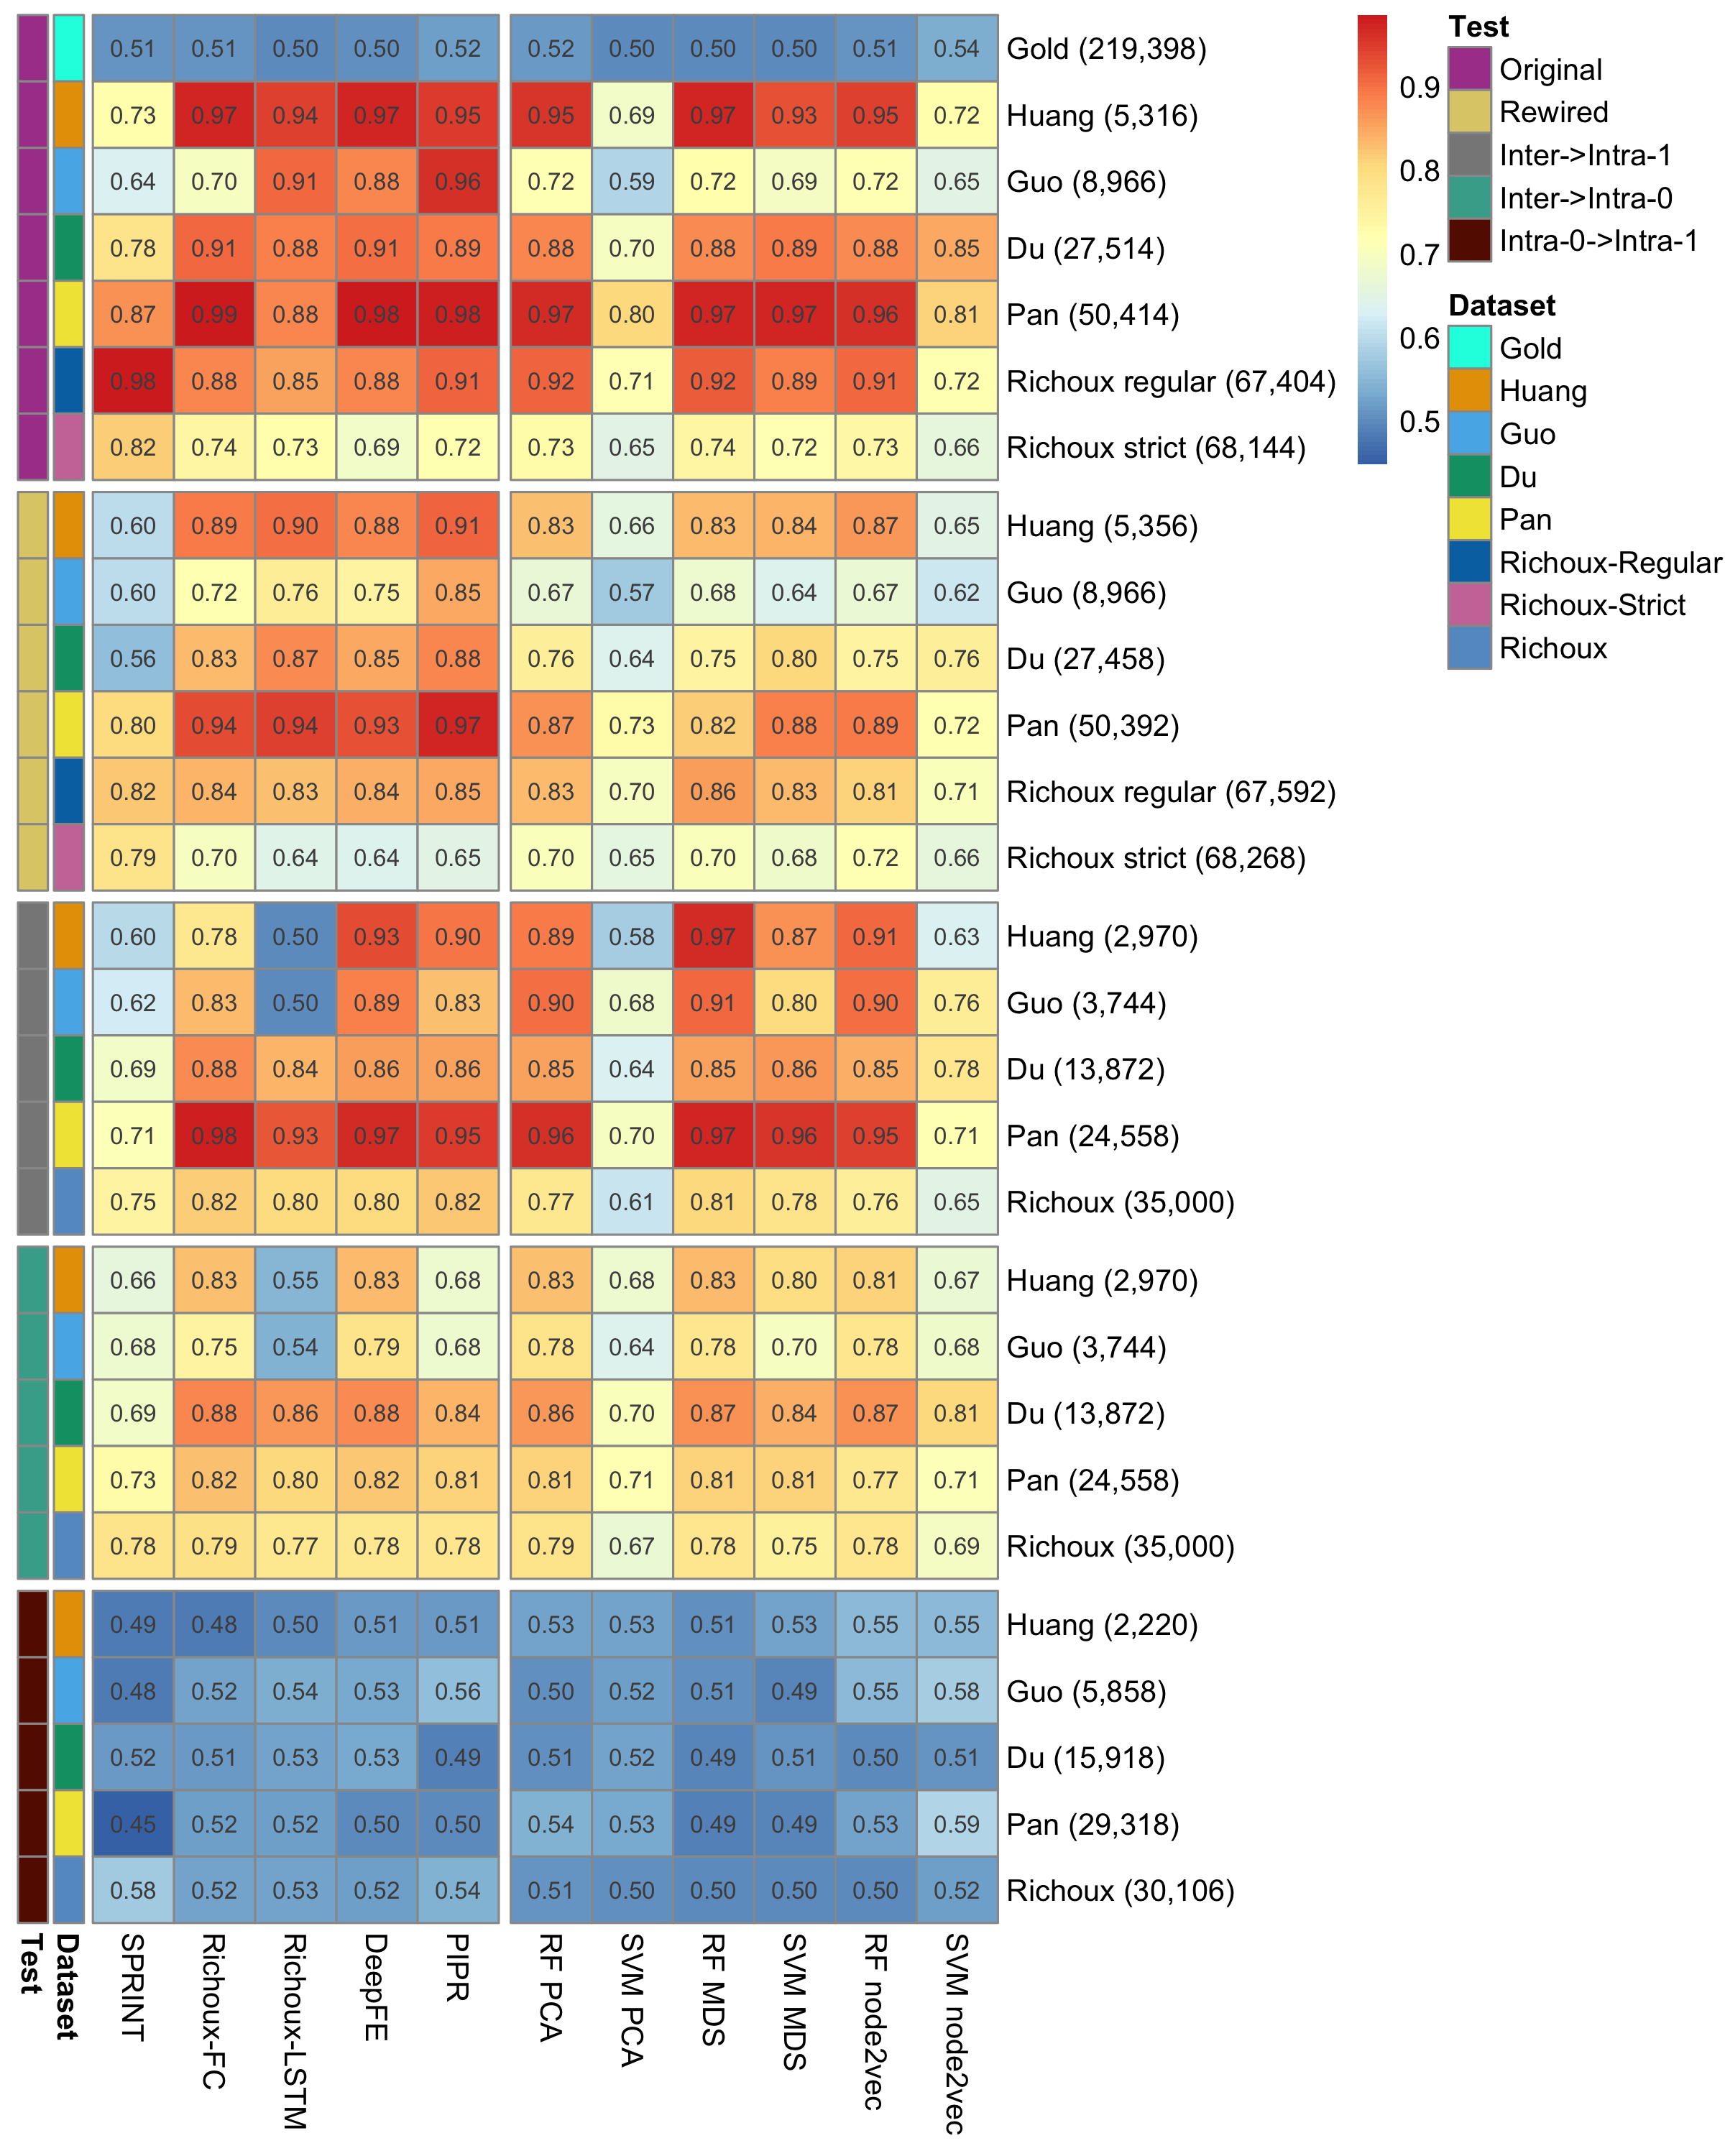 0.51 0.51 0.50 0.50 0.52 0.52 0.50 0.50 0.50 0.51 0.54 Gold (219,398)
0.73 0.97 0.94 0.97 0.95 0.95 0.69 0.97 0.93 0.95 0.72 Huang (5,316)
0.64 0.70 0.91 0.88 0.96 0.72 0.59 0.72 0.69 0.72 0.65 Guo (8,966)
0.78 0.91 0.88 0.91 0.89 0.88 0.70 0.88 0.89 0.88 0.85 Du (27,514)
0.87 0.99 0.88 0.98 0.98 0.97 0.80 0.97 0.97 0.96 0.81 Pan (50,414)
0.98 0.88 0.85 0.88 0.91 0.92 0.71 0.92 0.89 0.91 0.72 Richoux regular (67,404)
0.82 0.74 0.73 0.69 0.72 0.73 0.65 0.74 0.72 0.73 0.66 Richoux strict (68,144)
0.60 0.89 0.90 0.88 0.91 0.83 0.66 0.83 0.84 0.87 0.65 Huang (5,356)
0.60 0.72 0.76 0.75 0.85 0.67 0.57 0.68 0.64 0.67 0.62 Guo (8,966)
0.56 0.83 0.87 0.85 0.88 0.76 0.64 0.75 0.80 0.75 0.76 Du (27,458)
0.80 0.94 0.94 0.93 0.97 0.87 0.73 0.82 0.88 0.89 0.72 Pan (50,392)
0.82 0.84 0.83 0.84 0.85 0.83 0.70 0.86 0.83 0.81 0.71 Richoux regular (67,592)
0.79 0.70 0.64 0.64 0.65 0.70 0.65 0.70 0.68 0.72 0.66 Richoux strict (68,268)
0.60 0.78 0.50 0.93 0.90 0.89 0.58 0.97 0.87 0.91 0.63 Huang (2,970)
0.62 0.83 0.50 0.89 0.83 0.90 0.68 0.91 0.80 0.90 0.76 Guo (3,744)
0.69 0.88 0.84 0.86 0.86 0.85 0.64 0.85 0.86 0.85 0.78 Du (13,872)
0.71 0.98 0.93 0.97 0.95 0.96 0.70 0.97 0.96 0.95 0.71 Pan (24,558)
0.75 0.82 0.80 0.80 0.82 0.77 0.61 0.81 0.78 0.76 0.65 Richoux (35,000)
0.66 0.83 0.55 0.83 0.68 0.83 0.68 0.83 0.80 0.81 0.67 Huang (2,970)
0.68 0.75 0.54 0.79 0.68 0.78 0.64 0.78 0.70 0.78 0.68 Guo (3,744)
0.69 0.88 0.86 0.88 0.84 0.86 0.70 0.87 0.84 0.87 0.81 Du (13,872)
0.73 0.82 0.80 0.82 0.81 0.81 0.71 0.81 0.81 0.77 0.71 Pan (24,558)
0.78 0.79 0.77 0.78 0.78 0.79 0.67 0.78 0.75 0.78 0.69 Richoux (35,000)
0.49 0.48 0.50 0.51 0.51 0.53 0.53 0.51 0.53 0.55 0.55 Huang (2,220)
0.48 0.52 0.54 0.53 0.56 0.50 0.52 0.51 0.49 0.55 0.58 Guo (5,858)
0.52 0.51 0.53 0.53 0.49 0.51 0.52 0.49 0.51 0.50 0.51 Du (15,918)
0.45 0.52 0.52 0.50 0.50 0.54 0.53 0.49 0.49 0.53 0.59 Pan (29,318)
0.58 0.52 0.53 0.52 0.54 0.51 0.50 0.50 0.50 0.50 0.52 Richoux (30,106)
Test
Dataset
SPRINT
Richoux-FC
Richoux-LSTM
DeepFE
PIPR
RF PCA
SVM PCA
RF MDS
SVM MDS
RF node2vec
SVM node2vec
0.9
0.8
0.7
0.6
0.5
Test
Original
Rewired
Inter->Intra-1
Inter->Intra-0
Intra-0->Intra-1
Dataset
Gold
Huang
Guo
Du
Pan
Richoux-Regular
Richoux-Strict
Richoux